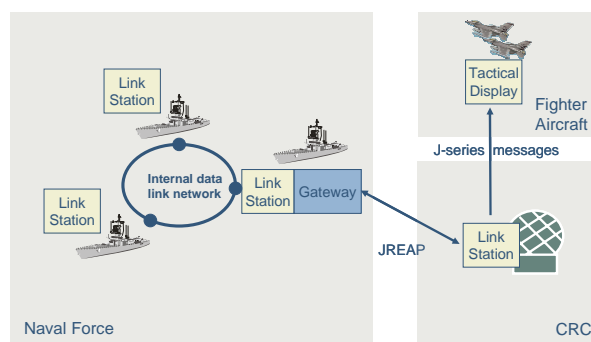 Link
Station
Link
Station
Internal data
link network
Link
Station
Gateway
Naval Force
JREAP
Tactical
Display
Fighter
Aircraft
J-series messages
Link
Station
CRC